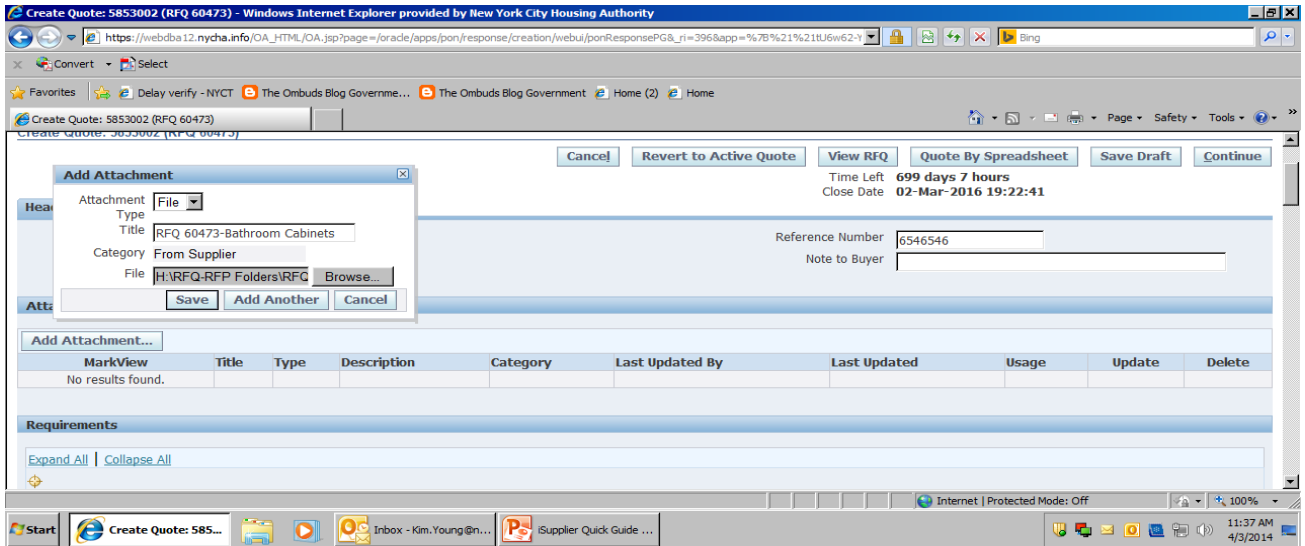 Create Quote: 5853002 (RFQ 60473) - Windows Internet Explorer provided by New York City Housing Authority
https://webdba12.nycha.info/OA_HTML/OA.jsp?page=/oracle/apps/pon/response/creation/webui/ponResponsePG&_ri=396&app=%7B%21%21tU6w62-Y
Bing
Convert Select
Favorites Delay verify - NYCT The Ombuds Blog Governme... The Ombuds Blog Government Home (2) Home
Create Quote: 5853002 (RFQ 60473) Page Safety Tools
Create Quote: 5853002 (RFQ 60473)
Cancel Revert to Active Quote View RFQ Quote By Spreadsheet Save Draft Continue
Time Left 699 days 7 hours
Close Date 02-Mar-2016 19:22:41
Add Attachment
Attachment Type File
Title RFQ 60473-Bathroom Cabinets
Category From Supplier
File H:\RFQ-RFP Folders\RFQ Browse...
Save Add Another Cancel
Head
Reference Number 6546546
Note to Buyer
Atta
Add Attachment...
MarkView Title Type Description Category Last Updated By Last Updated Usage Update Delete
No results found.
Requirements
Expand All | Collapse All
Internet | Protected Mode: Off 100%
Start Create Quote: 585... Inbox - Kim.Young@n... iSupplier Quick Guide ... 11:37 AM
4/3/2014